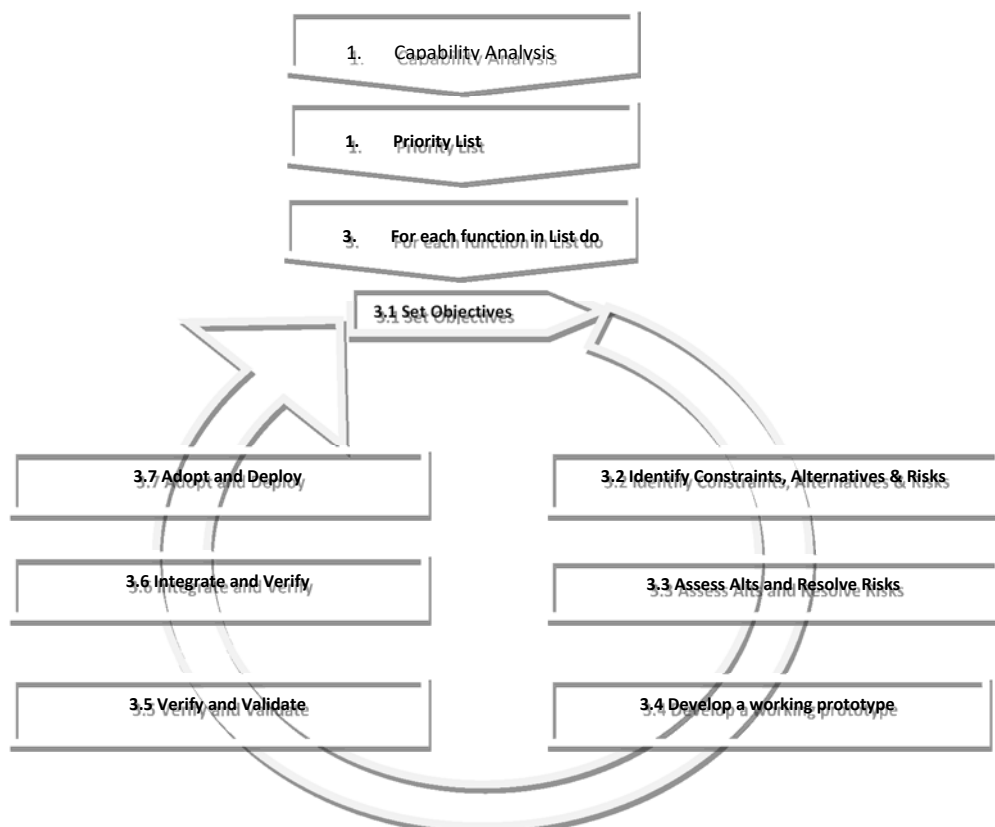 1. Capability Analysis
1. Priority List
3. For each function in List do
3.1 Set Objectives
3.2 Identify Constraints, Alternatives & Risks
3.3 Assess Alts and Resolve Risks
3.4 Develop a working prototype
3.5 Verify and Validate
3.6 Integrate and Verify
3.7 Adopt and Deploy